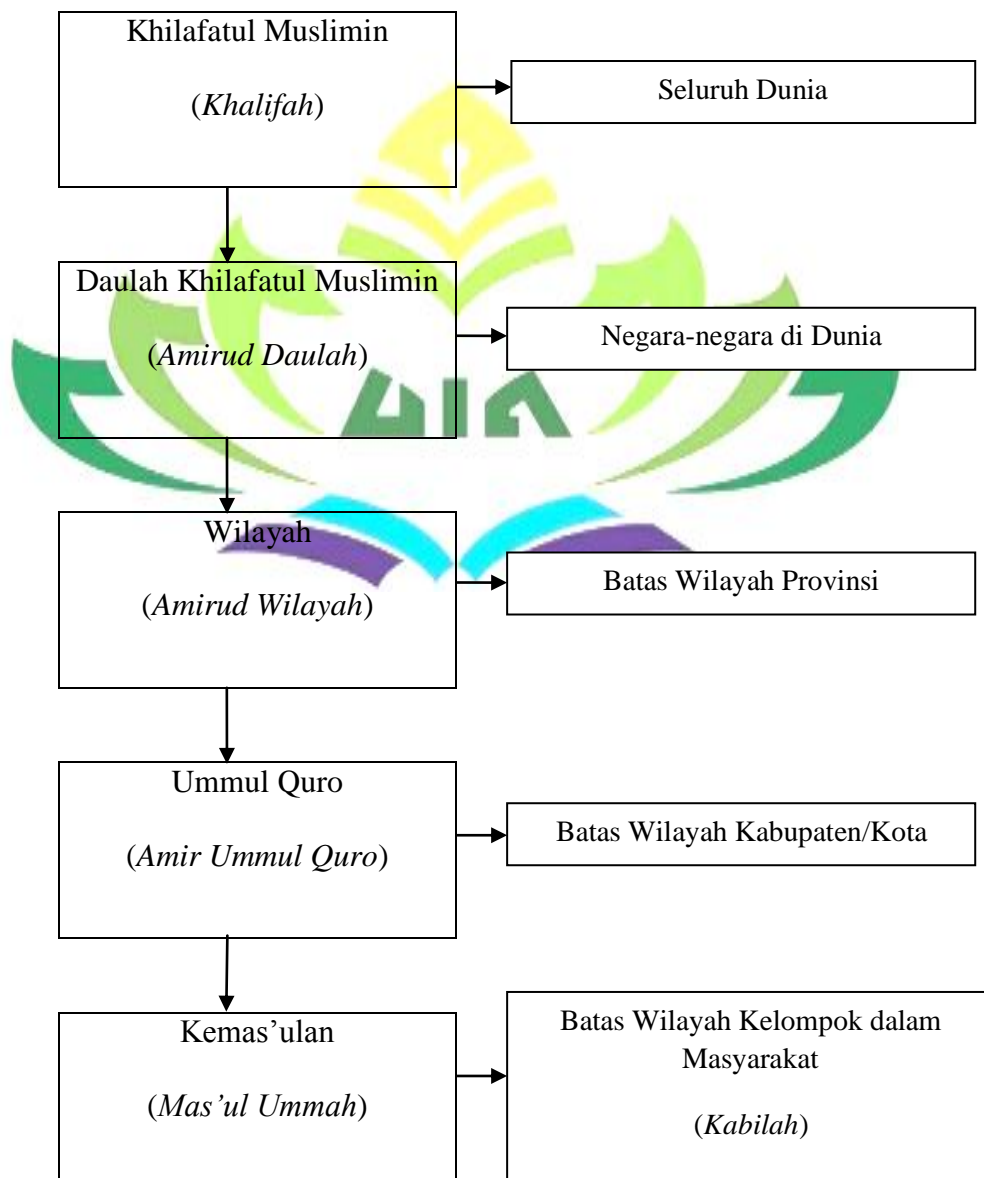 Khilafatul Muslimin
(Khalifah)
Seluruh Dunia
Daulah Khilafatul Muslimin
(Amirud Daulah)
Negara-negara di Dunia
Wilayah
(Amirud Wilayah)
Batas Wilayah Provinsi
Ummul Quro
(Amir Ummul Quro)
Batas Wilayah Kabupaten/Kota
Kemas’ulan
(Mas’ul Ummah)
Batas Wilayah Kelompok dalam
Masyarakat
(Kabilah)